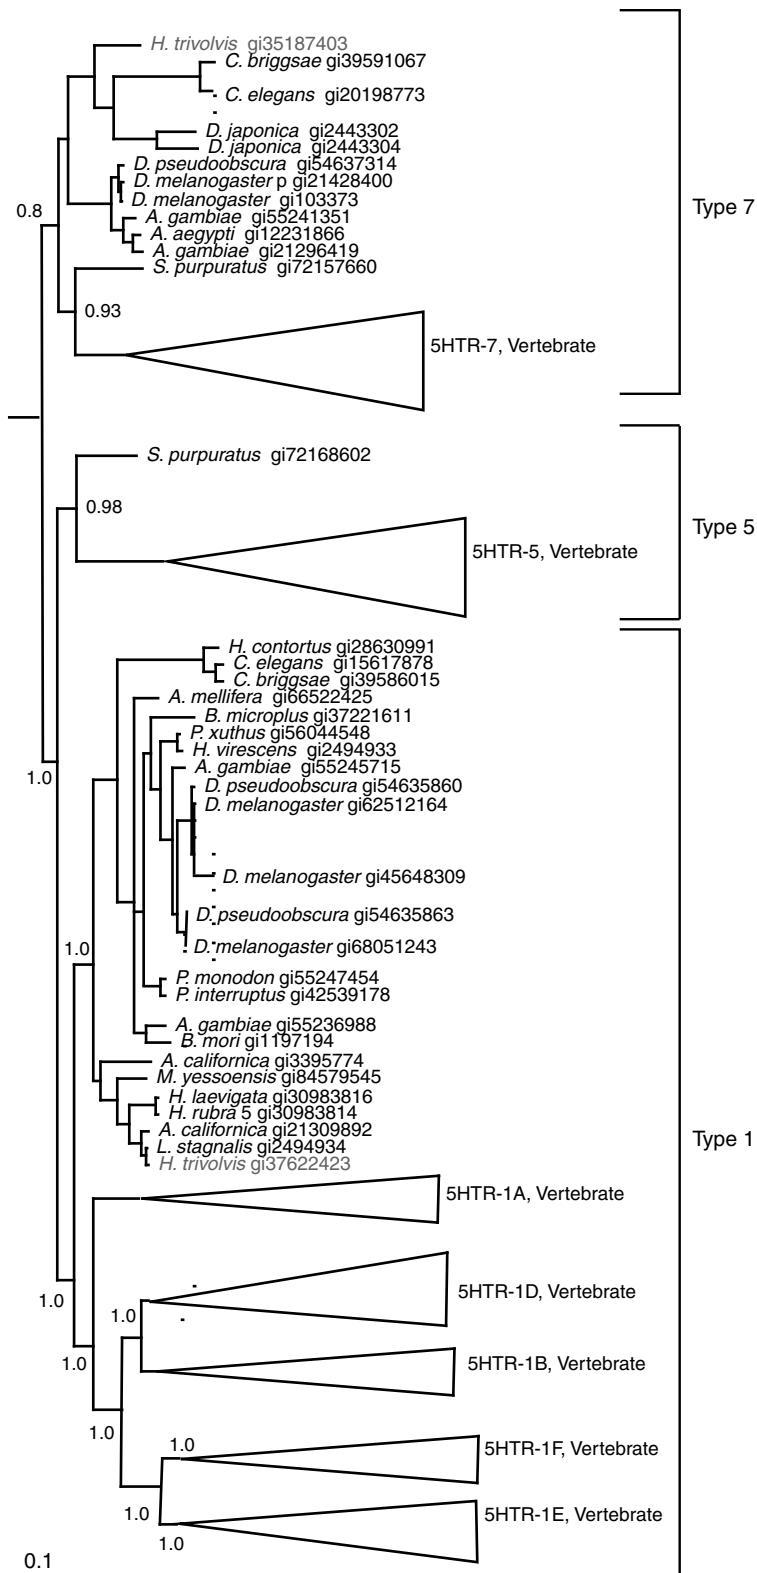 H. trivolvis gi35187403
C. briggsae gi39591067
C. elegans gi20198773
D. japonica gi2443302
D. japonica gi2443304
D. pseudoobscura gi54637314
D. melanogaster p gi21428400
D. melanogaster gi103373
Type 7
0.8
A. gambiae gi55241351
A. aegypti gi12231866
A. gambiae gi21296419
S. purpuratus gi72157660
0.93
5HTR-7, Vertebrate
S. purpuratus gi72168602
0.98
Type 5
5HTR-5, Vertebrate
H. contortus gi28630991
C. elegans gi15617878
C. briggsae gi39586015
A. mellifera gi66522425
B. microplus gi37221611
P. xuthus gi56044548
H. virescens gi2494933
A. gambiae gi55245715
1.0
D. pseudoobscura gi54635860
D. melanogaster gi62512164
D. melanogaster gi45648309
D. pseudoobscura gi54635863
D. melanogaster gi68051243
1.0
P. monodon gi55247454
P. interruptus gi42539178
A. gambiae gi55236988
B. mori gi1197194
A. californica gi3395774
M. yessoensis gi84579545
H. laevigata gi30983816
H. rubra 5 gi30983814
A. californica gi21309892
Type 1
L. stagnalis gi2494934
H. trivolvis gi37622423
5HTR-1A, Vertebrate
5HTR-1D, Vertebrate
1.0
1.0
1.0
5HTR-1B, Vertebrate
1.0
1.0
5HTR-1F, Vertebrate
1.0
5HTR-1E, Vertebrate
1.0
0.1